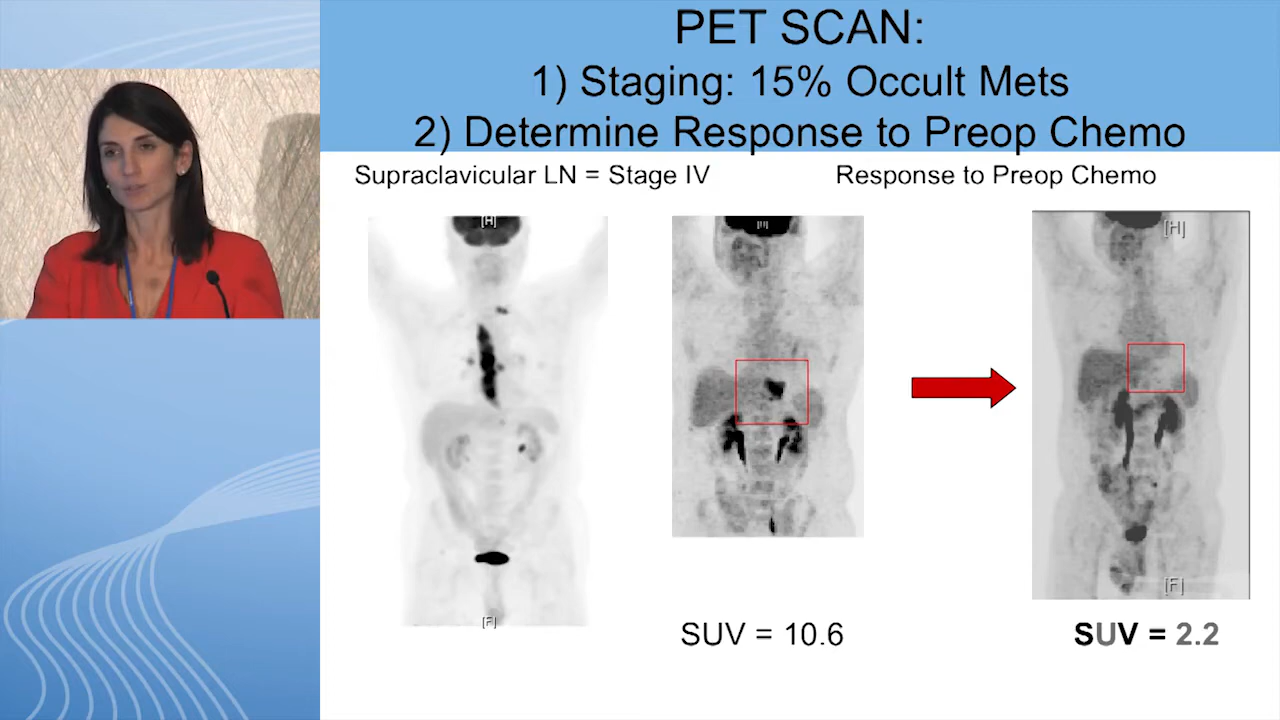 PET SCAN:
1) Staging: 15% Occult Mets
2) Determine Response to Preop Chemo
Supraclavicular LN = Stage IV
Response to Preop Chemo
[H]
[H]
[H]
[F]
[F]
SUV = 10.6
SUV = 2.2